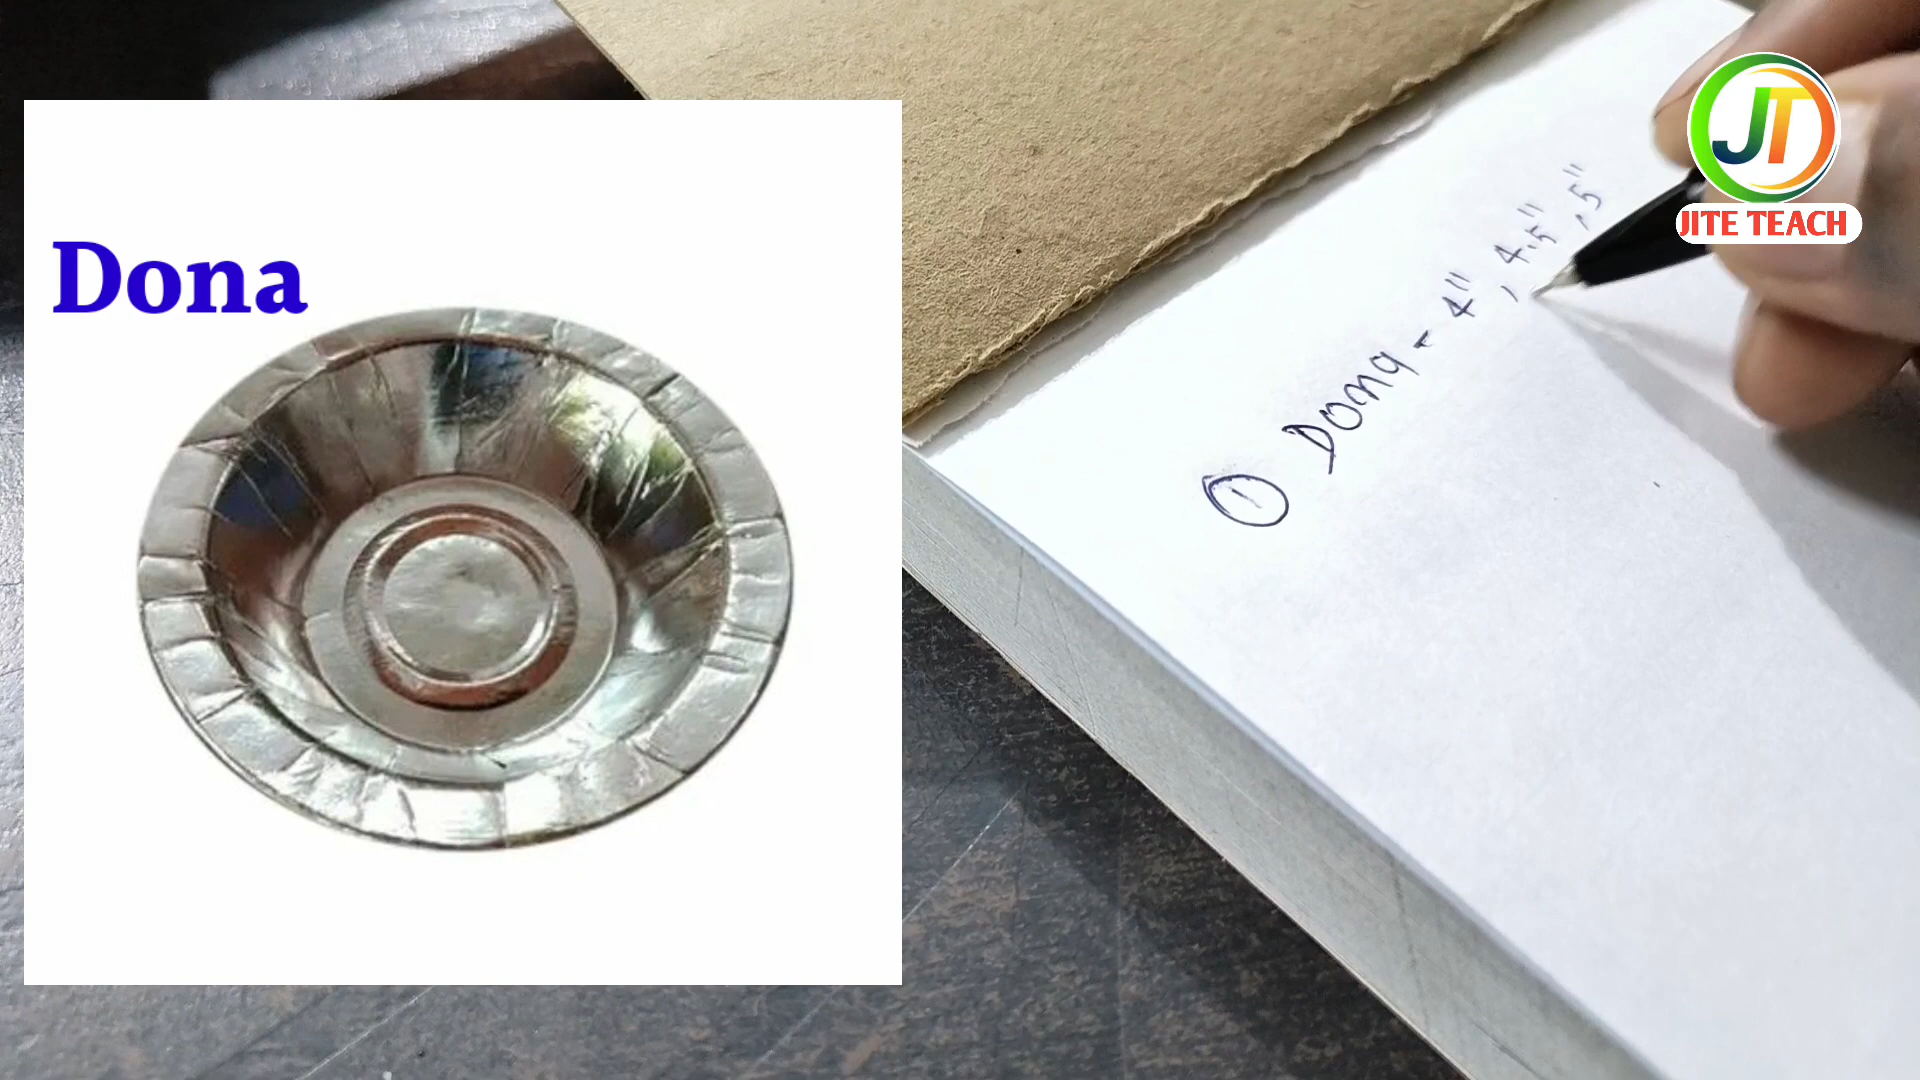 Dona
① Dona - 4", 4.5", 5"
JT
JITE TEACH